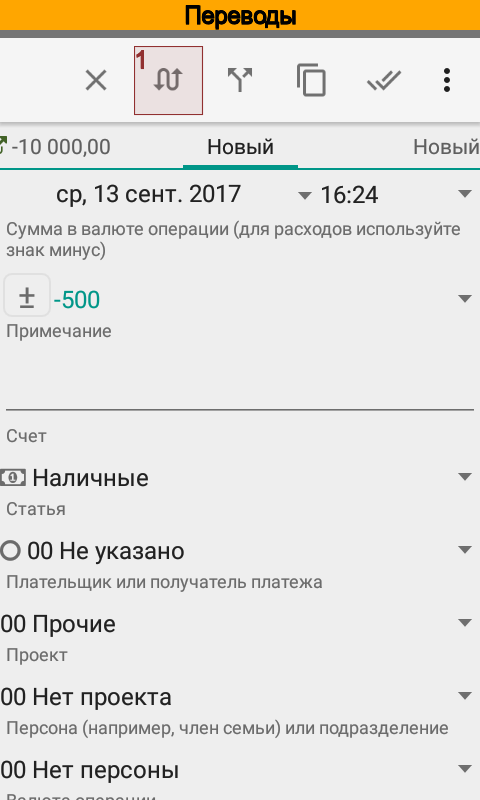 Переводы
1
-10 000,00 Новый Новый
ср, 13 сент. 2017 16:24
Сумма в валюте операции (для расходов используйте
знак минус)
± -500
Примечание
Счет
Наличные
Статья
00 Не указано
Плательщик или получатель платежа
00 Прочие
Проект
00 Нет проекта
Персона (например, член семьи) или подразделение
00 Нет персоны
Валюта операции